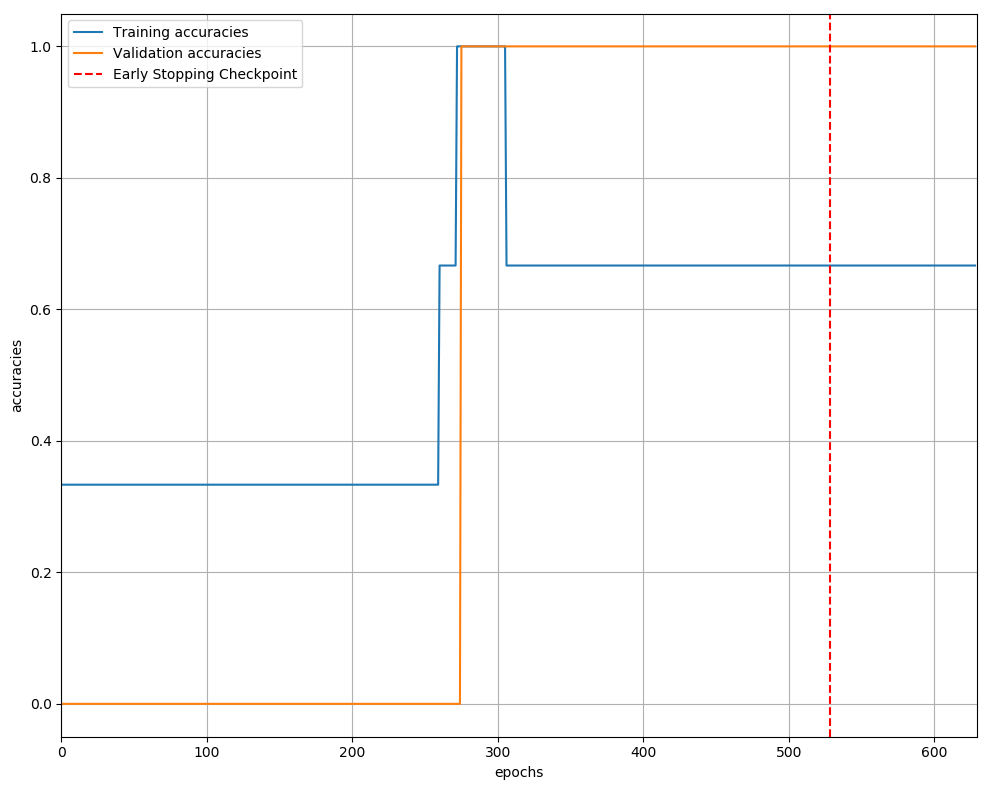 Training accuracies
Validation accuracies
Early Stopping Checkpoint
1.0
0.8
0.6
0.4
0.2
0.0
accuracies
0 100 200 300 400 500 600
epochs